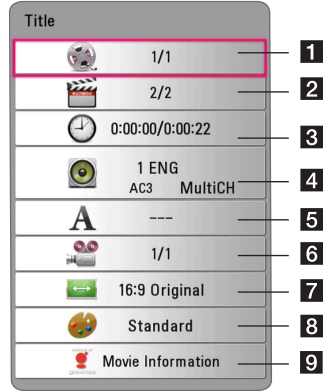 Title
1/1 1
2/2 2
0:00:00/0:00:22 3
1 ENG
AC3 MultiCH 4
A --- 5
1/1 6
16:9 Original 7
Standard 8
Movie Information 9
gracenote